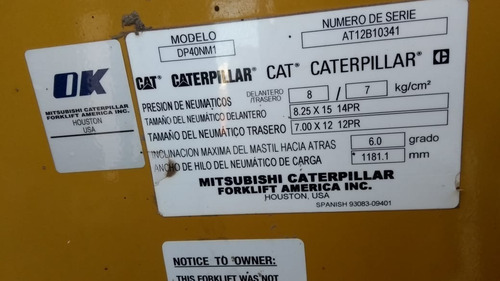 OK
MITSUBISHI CATERPILLAR
FORKLIFT AMERICA INC.
HOUSTON
USA
MODELO
DP40NM1
NUMERO DE SERIE
AT12B10341
CAT® CATERPILLAR® CAT® CATERPILLAR®
PRESION DE NEUMATICOS DELANTERO /TRASERO 8 / 7 kg/cm²
TAMAÑO DEL NEUMÁTICO DELANTERO 8.25 X 15 14PR
TAMAÑO DEL NEUMÁTICO TRASERO 7.00 X 12 12PR
INCLINACION MAXIMA DEL MASTIL HACIA ATRAS 6.0 grado
ANCHO DE HILO DEL NEUMÁTICO DE CARGA 1181.1 mm
MITSUBISHI CATERPILLAR
FORKLIFT AMERICA INC.
HOUSTON, USA
SPANISH 93083-09401
NOTICE TO OWNER:
THIS FORKLIFT WAS NOT